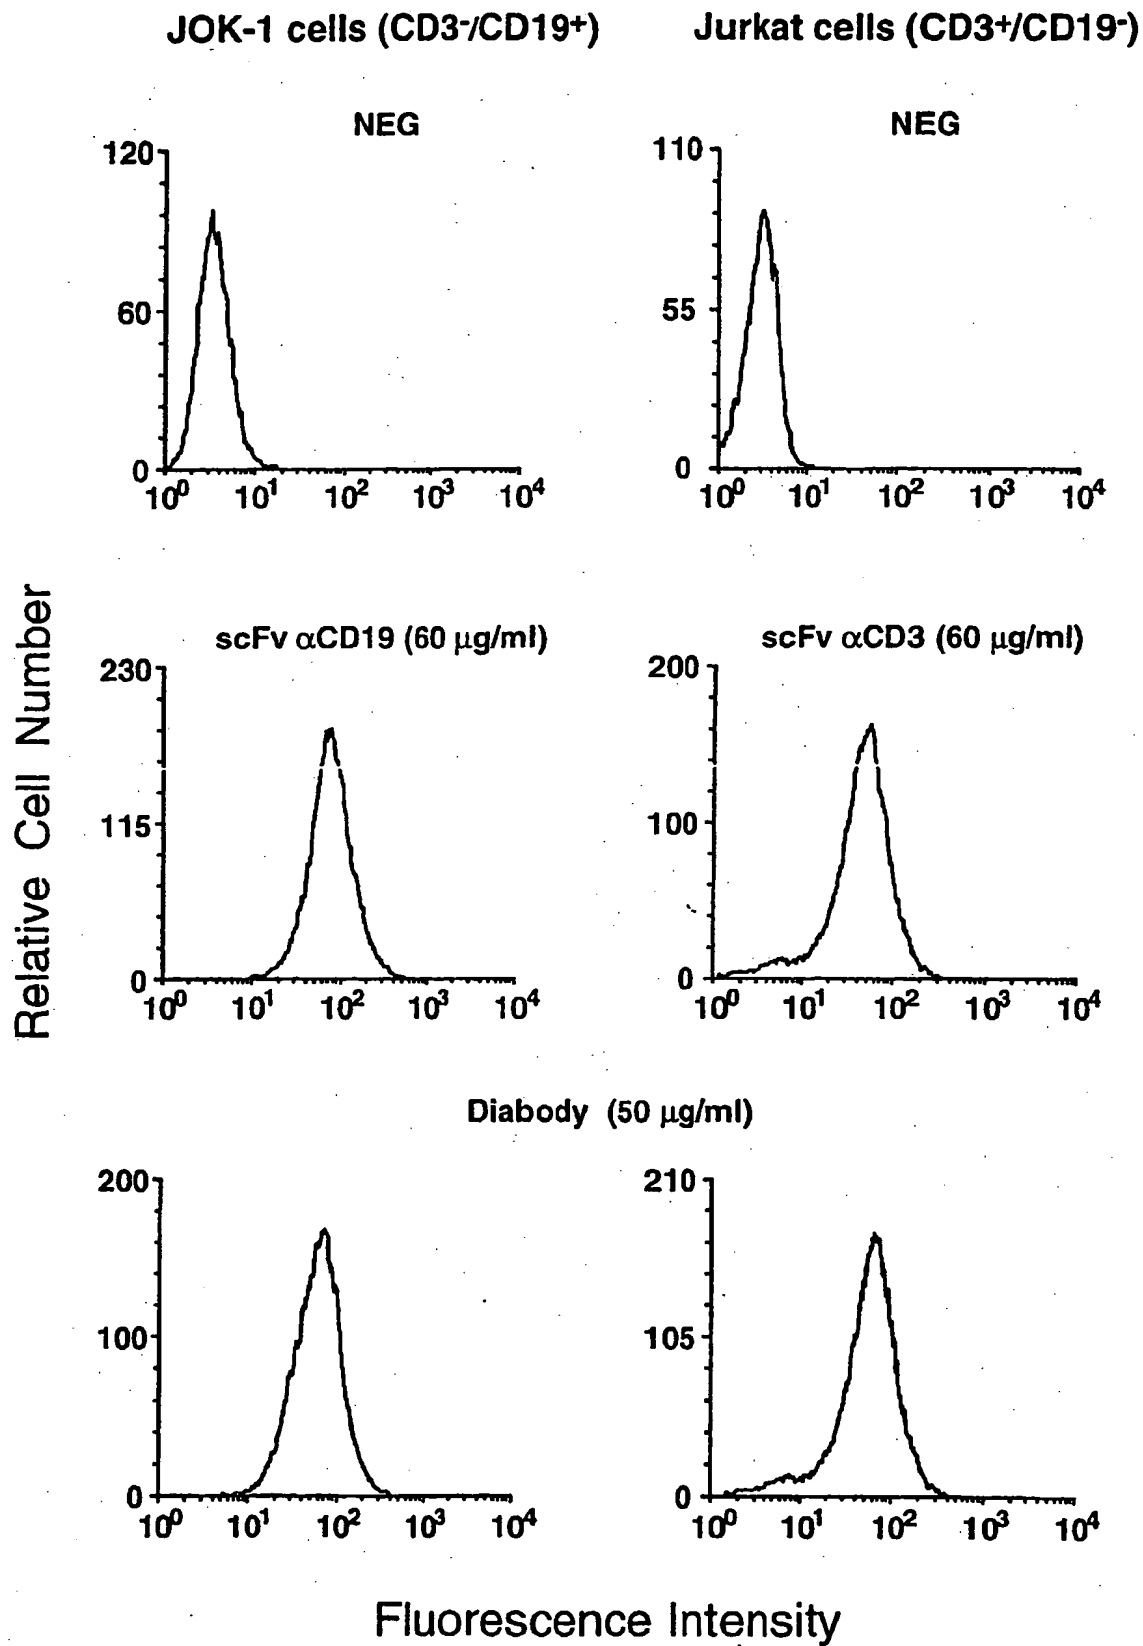 JOK-1 cells (CD3-/CD19+)
Jurkat cells (CD3+/CD19-)
NEG
120
60
0
10⁰ 10¹ 10² 10³ 10⁴
NEG
110
55
0
10⁰ 10¹ 10² 10³ 10⁴
Relative Cell Number
scFv αCD19 (60 μg/ml)
230
115
0
10⁰ 10¹ 10² 10³ 10⁴
scFv αCD3 (60 μg/ml)
200
100
0
10⁰ 10¹ 10² 10³ 10⁴
Diabody (50 μg/ml)
200
100
0
10⁰ 10¹ 10² 10³ 10⁴
210
105
0
10⁰ 10¹ 10² 10³ 10⁴
Fluorescence Intensity